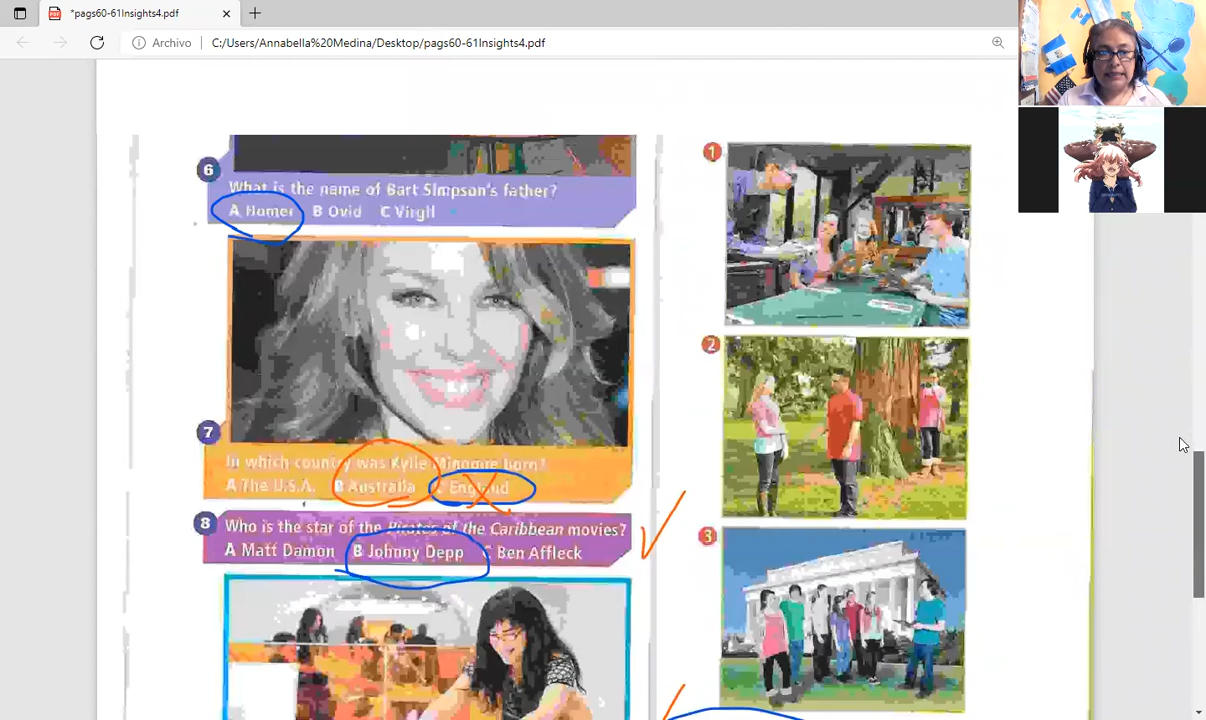 *pags60-61Insights4.pdf
Archivo
C:/Users/Annabella%20Medina/Desktop/pags60-61Insights4.pdf
6
What is the name of Bart Simpson's father?
A Homer B Ovid C Virgil
7
In which country was Kylie Minogue born?
A The U.S.A. B Australia C England
8
Who is the star of the Pirates of the Caribbean movies?
A Matt Damon B Johnny Depp C Ben Affleck
1
2
3